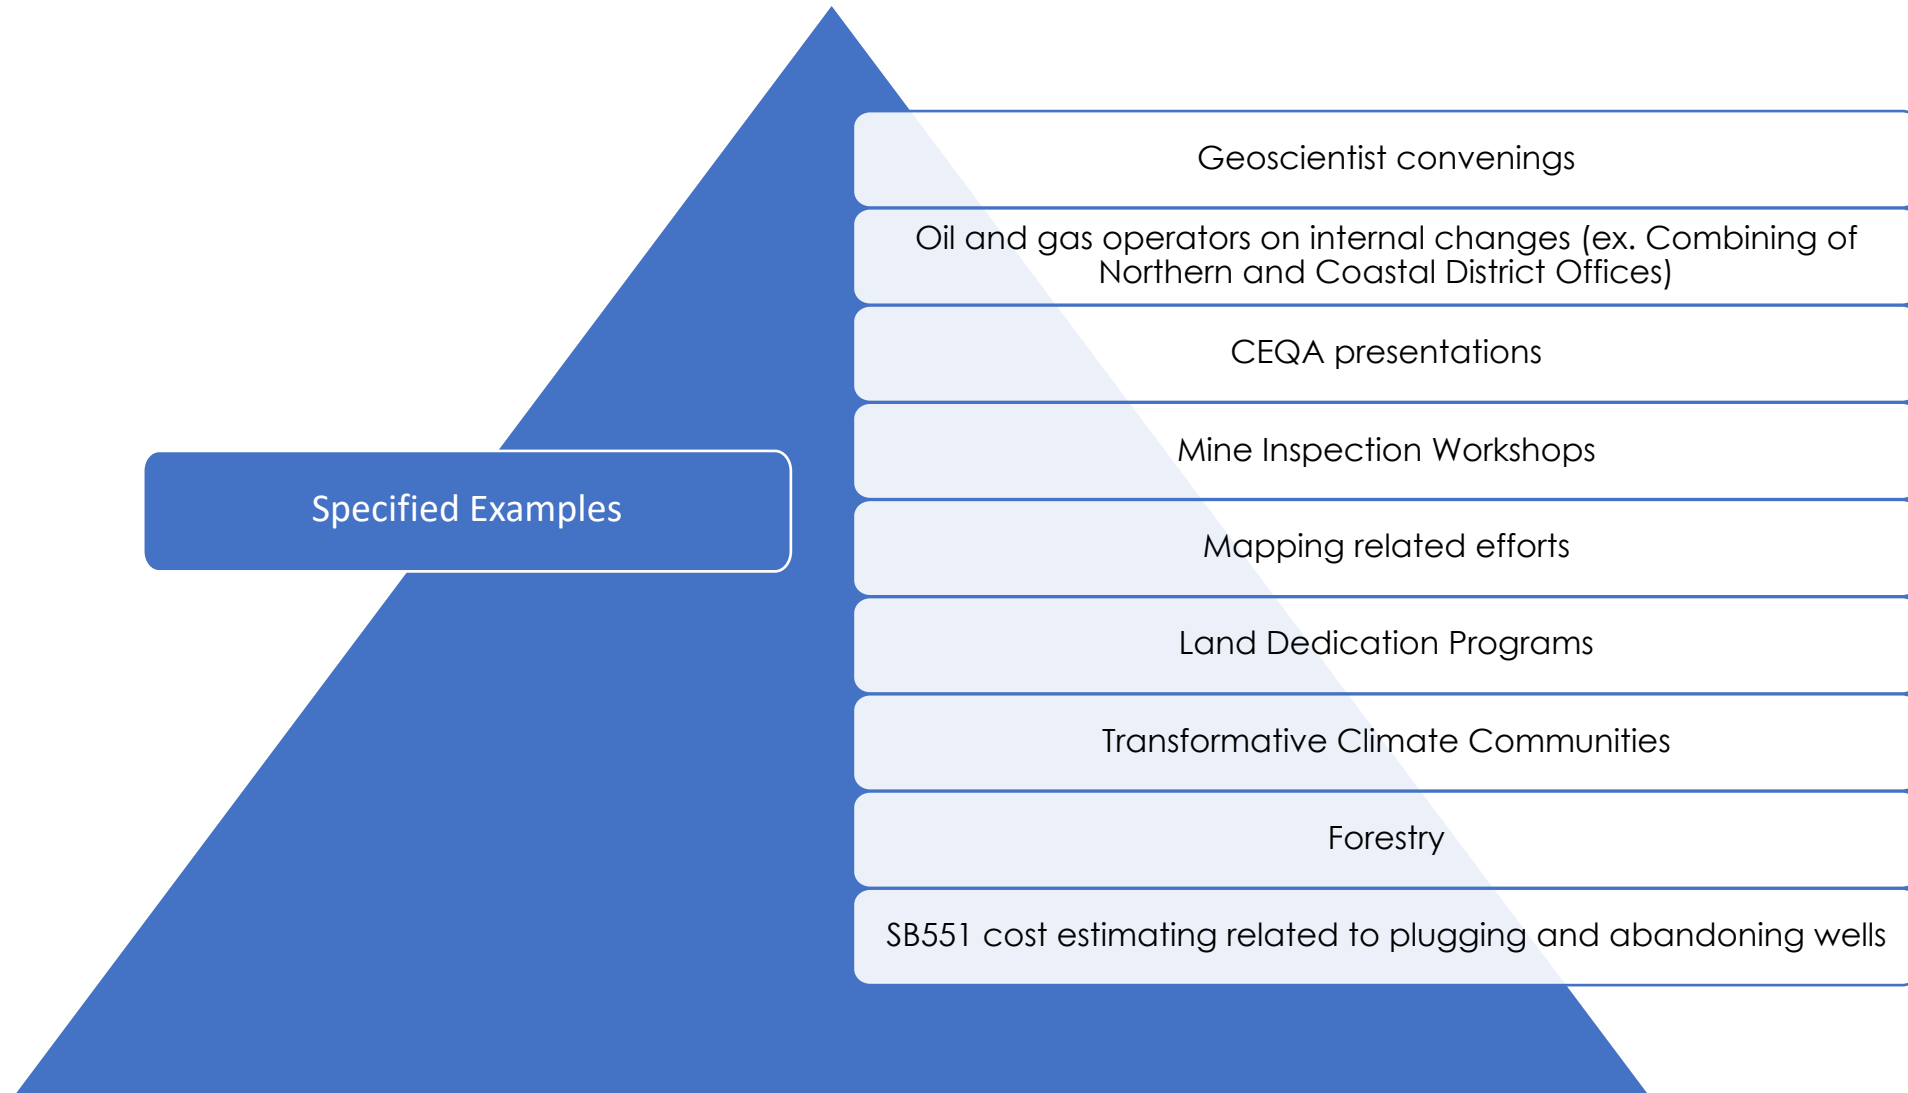 Geoscientist convenings
Oil and gas operators on internal changes (ex. Combining of
Northern and Coastal District Offices)
CEQA presentations
Mine Inspection Workshops
Specified Examples
Mapping related efforts
Land Dedication Programs
Transformative Climate Communities
Forestry
SB551 cost estimating related to plugging and abandoning wells